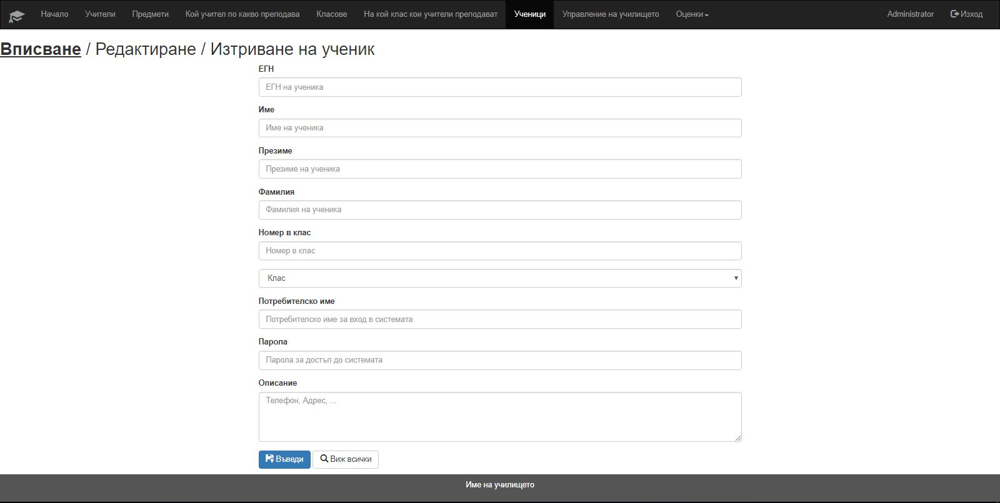 Начало Учители Предмети Кой учител по какво преподава Класове На кой клас кои учители преподават Ученици Управление на училището Оценки Administrator Изход
Вписване / Редактиране / Изтриване на ученик
ЕГН
ЕГН на ученика
Име
Име на ученика
Презиме
Презиме на ученика
Фамилия
Фамилия на ученика
Номер в клас
Номер в клас
Клас
Потребителско име
Потребителско име за вход в системата
Парола
Парола за достъп до системата
Описание
Телефон, Адрес, ...
Въведи Виж всички
Име на училището